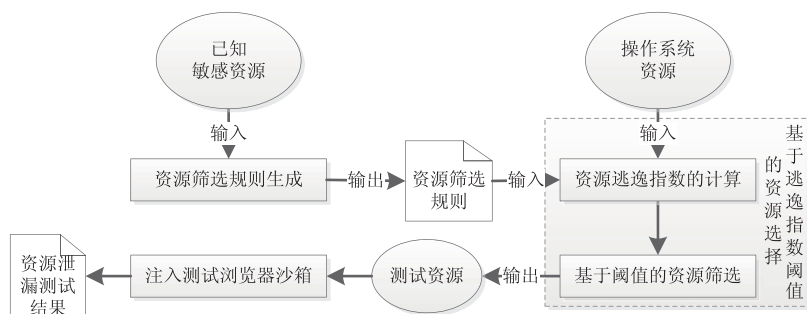 已知
敏感资源
操作系统
资源
输入
输入
资源筛选规则生成
输出
资源筛选
规则
输入
资源逃逸指数的计算
基于逃逸指数阈值
的资源选择
资源泄
漏测试
结果
注入测试浏览器沙箱
测试资源
输出
基于阈值的资源筛选